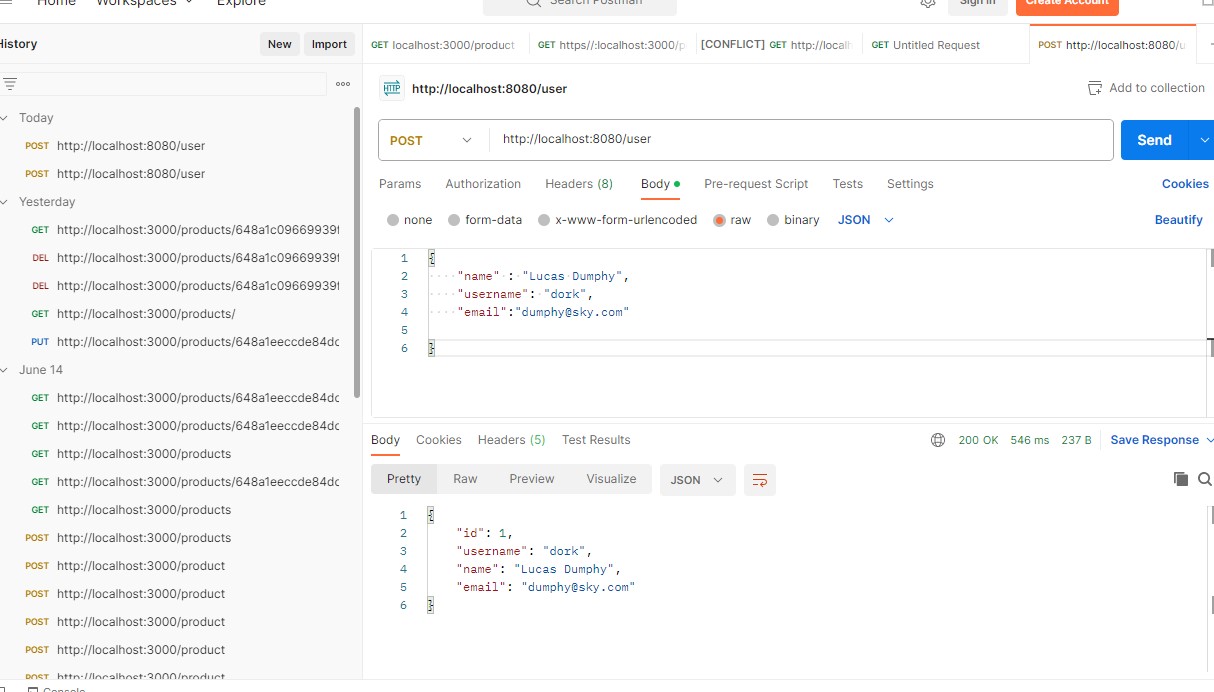 Home Workspaces Explore Search Postman Sign In Create Account
History New Import
GET localhost:3000/product GET https//:localhost:3000/p [CONFLICT] GET http://local GET Untitled Request POST http://localhost:8080/u
HTTP http://localhost:8080/user Add to collection
Today
POST http://localhost:8080/user
POST http://localhost:8080/user
Yesterday
GET http://localhost:3000/products/648a1c09669939f
DEL http://localhost:3000/products/648a1c09669939f
DEL http://localhost:3000/products/648a1c09669939f
GET http://localhost:3000/products/
PUT http://localhost:3000/products/648a1eeccde84dc
June 14
GET http://localhost:3000/products/648a1eeccde84dc
GET http://localhost:3000/products/648a1eeccde84dc
GET http://localhost:3000/products
GET http://localhost:3000/products/648a1eeccde84dc
GET http://localhost:3000/products
POST http://localhost:3000/products
POST http://localhost:3000/product
POST http://localhost:3000/product
POST http://localhost:3000/product
POST http://localhost:3000/product
POST http://localhost:3000/product
POST http://localhost:8080/user Send
Params Authorization Headers (8) Body Pre-request Script Tests Settings Cookies
none form-data x-www-form-urlencoded raw binary JSON Beautify
1 {
2 "name" : "Lucas Dumphy",
3 "username": "dork",
4 "email":"dumphy@sky.com"
5
6 }
Body Cookies Headers (5) Test Results 200 OK 546 ms 237 B Save Response
Pretty Raw Preview Visualize JSON
1 {
2 "id": 1,
3 "username": "dork",
4 "name": "Lucas Dumphy",
5 "email": "dumphy@sky.com"
6 }
Console